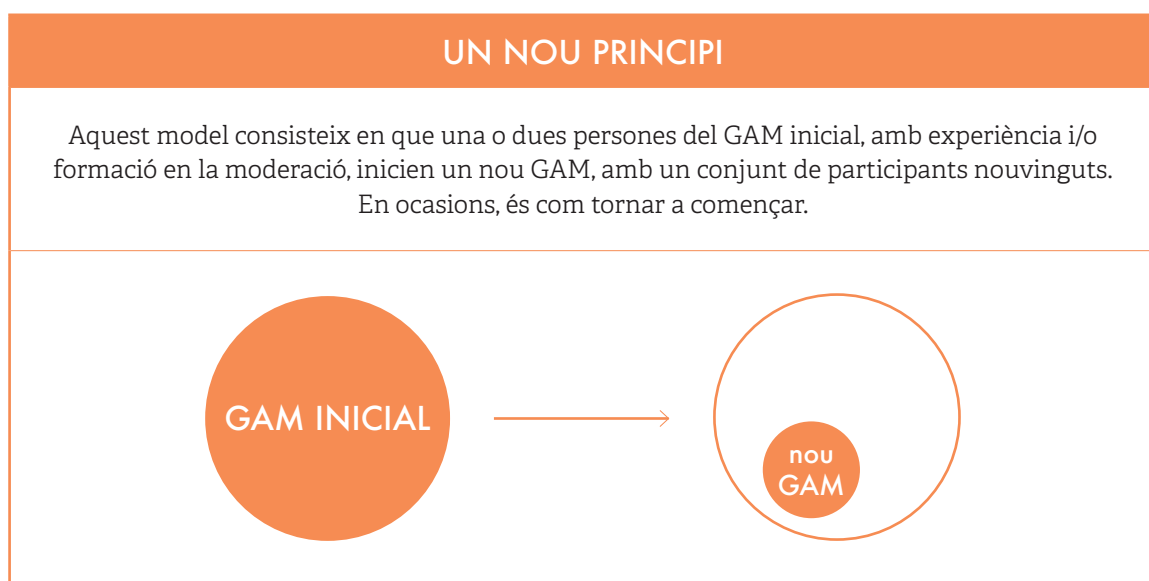 UN NOU PRINCIPI
Aquest model consisteix en que una o dues persones del GAM inicial, amb experiència i/o
formació en la moderació, inicien un nou GAM, amb un conjunt de participants nouvinguts.
En ocasions, és com tornar a començar.
GAM INICIAL
nou
GAM